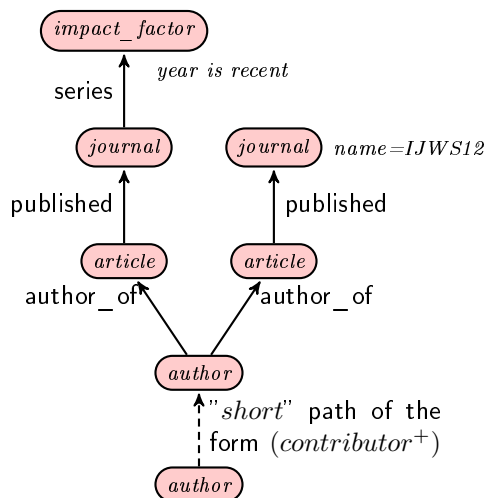 impact_factor
year is recent
series
journal
journal
name=IJWS12
published
published
article
article
author_of
author_of
author
"short" path of the
form (contributor⁺)
author